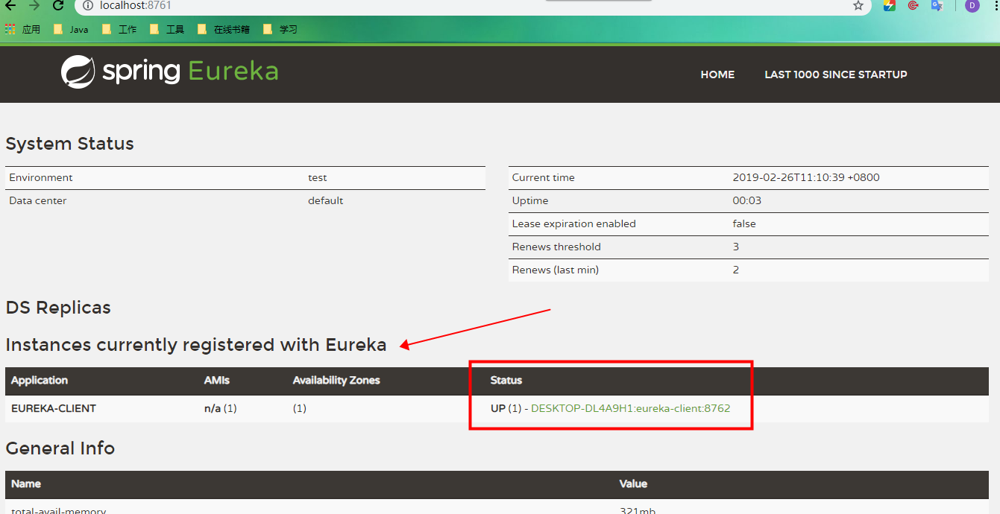 localhost:8761
应用 Java 工作 工具 在线书籍 学习 D
spring Eureka
HOME LAST 1000 SINCE STARTUP
System Status
Environment test
Data center default
Current time 2019-02-26T11:10:39 +0800
Uptime 00:03
Lease expiration enabled false
Renews threshold 3
Renews (last min) 2
DS Replicas
Instances currently registered with Eureka
Application AMIs Availability Zones Status
EUREKA-CLIENT n/a (1) (1) UP (1) - DESKTOP-DL4A9H1:eureka-client:8762
General Info
Name Value
total-avail-memory 321mb